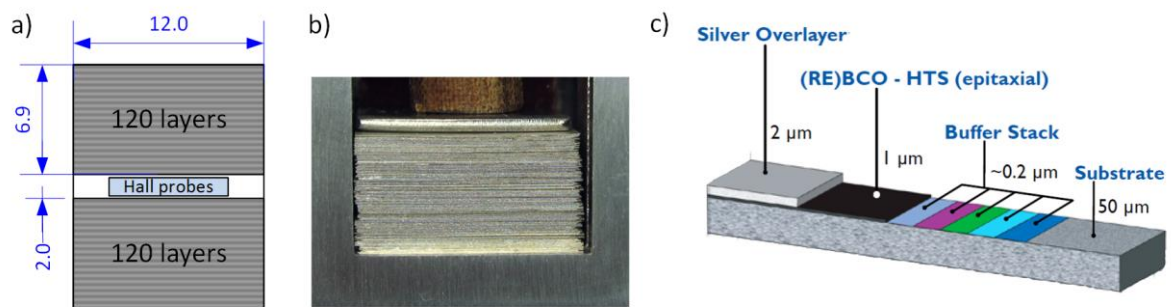 a)
12.0
6.9
120 layers
Hall probes
2.0
120 layers
b)
c)
Silver Overlayer
(RE)BCO - HTS (epitaxial)
2 µm
1 µm
Buffer Stack
~0.2 µm
Substrate
50 µm